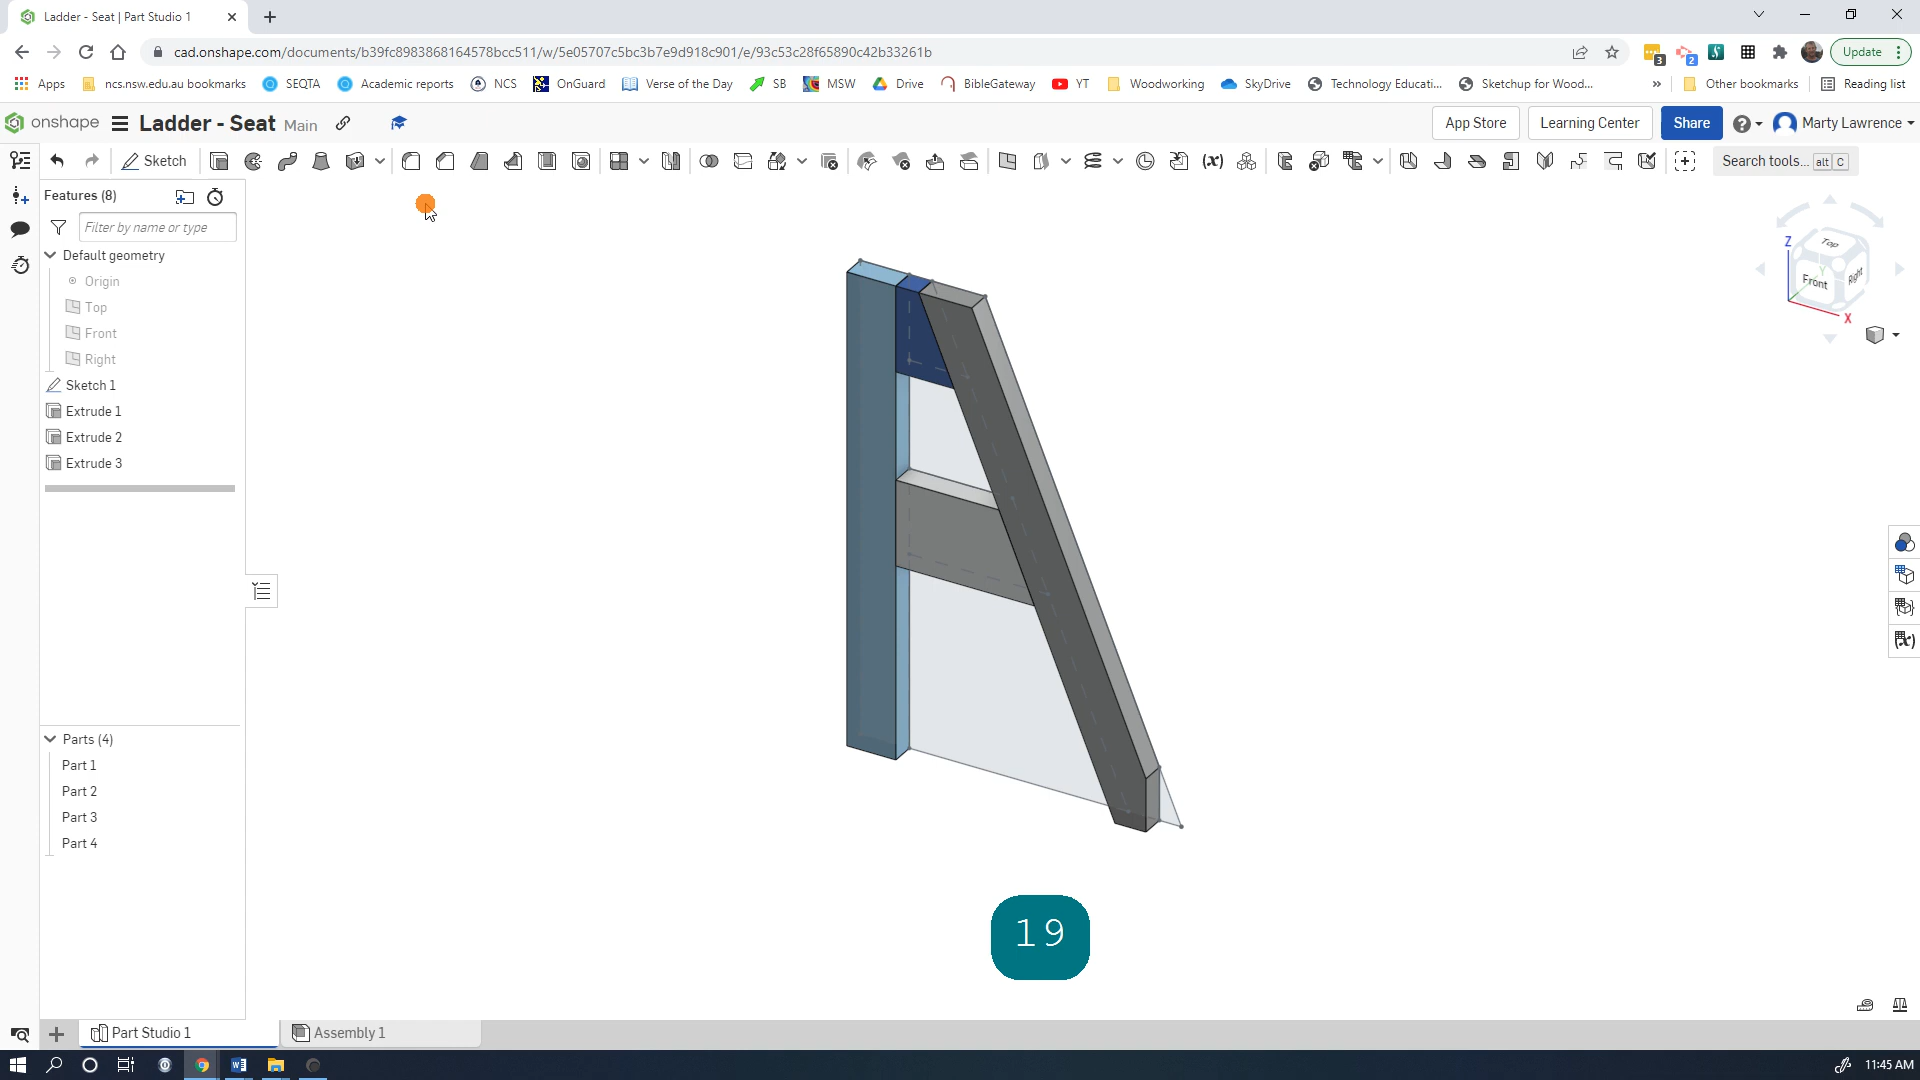 Ladder - Seat | Part Studio 1
cad.onshape.com/documents/b39fc8983868164578bcc511/w/5e05707c5bc3b7e9d918c901/e/93c53c28f65890c42b33261b
3
2
Update
Apps
ncs.nsw.edu.au bookmarks
SEQTA
Academic reports
NCS
OnGuard
Verse of the Day
SB
MSW
Drive
BibleGateway
YT
Woodworking
SkyDrive
Technology Educati...
Sketchup for Wood...
»
Other bookmarks
Reading list
onshape
Ladder - Seat Main
App Store
Learning Center
Share
Marty Lawrence
Sketch
(x)
Search tools... alt C
Features (8)
Filter by name or type
Default geometry
Origin
Top
Front
Right
Sketch 1
Extrude 1
Extrude 2
Extrude 3
Z
Top
Front
Y
Right
X
(x)
Parts (4)
Part 1
Part 2
Part 3
Part 4
19
Part Studio 1
Assembly 1
11:45 AM